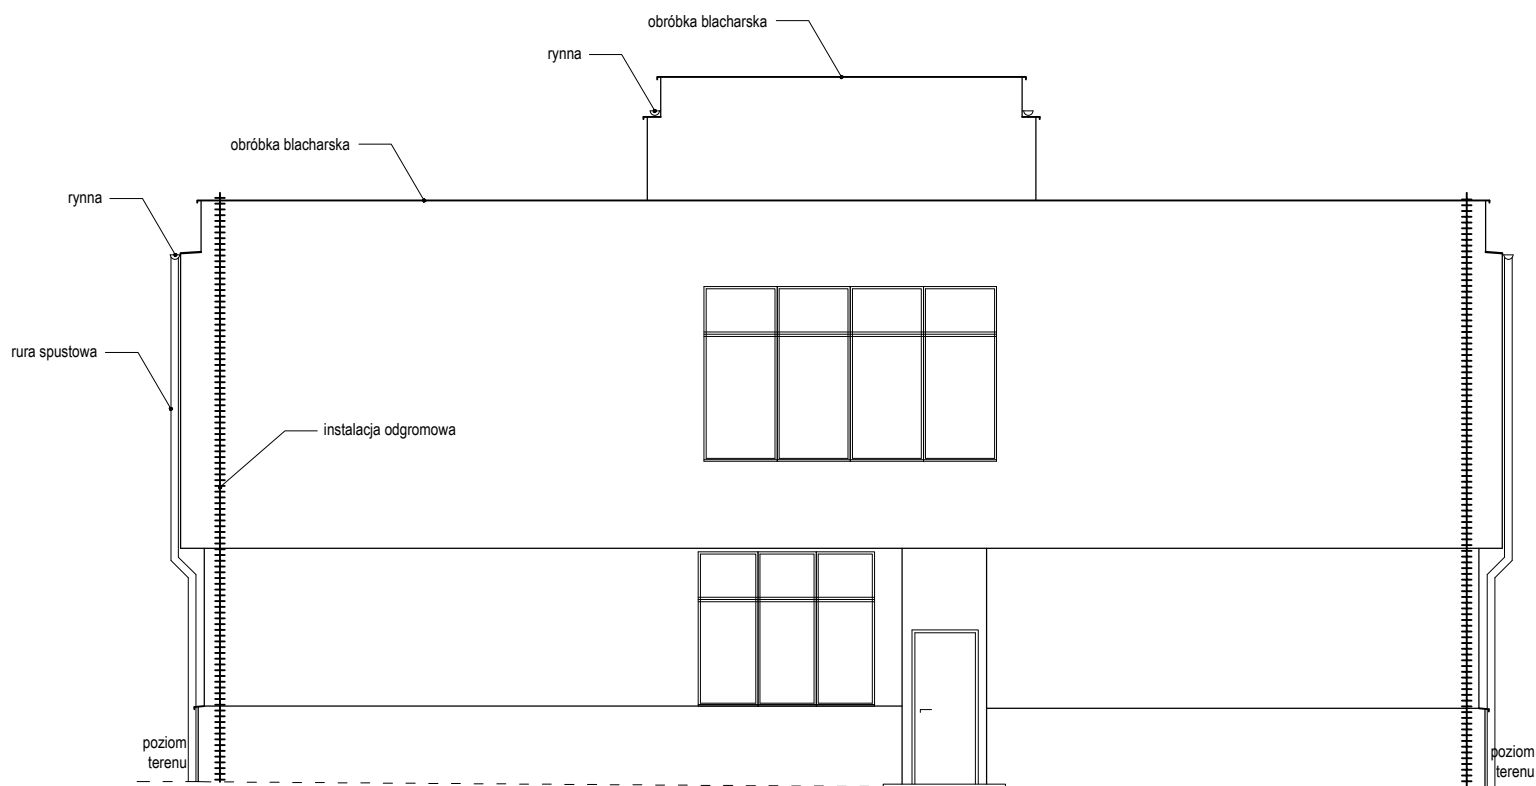 obróbka blacharska
rynna
obróbka blacharska
rynna
rura spustowa
instalacja odgromowa
poziom
terenu
poziom
terenu